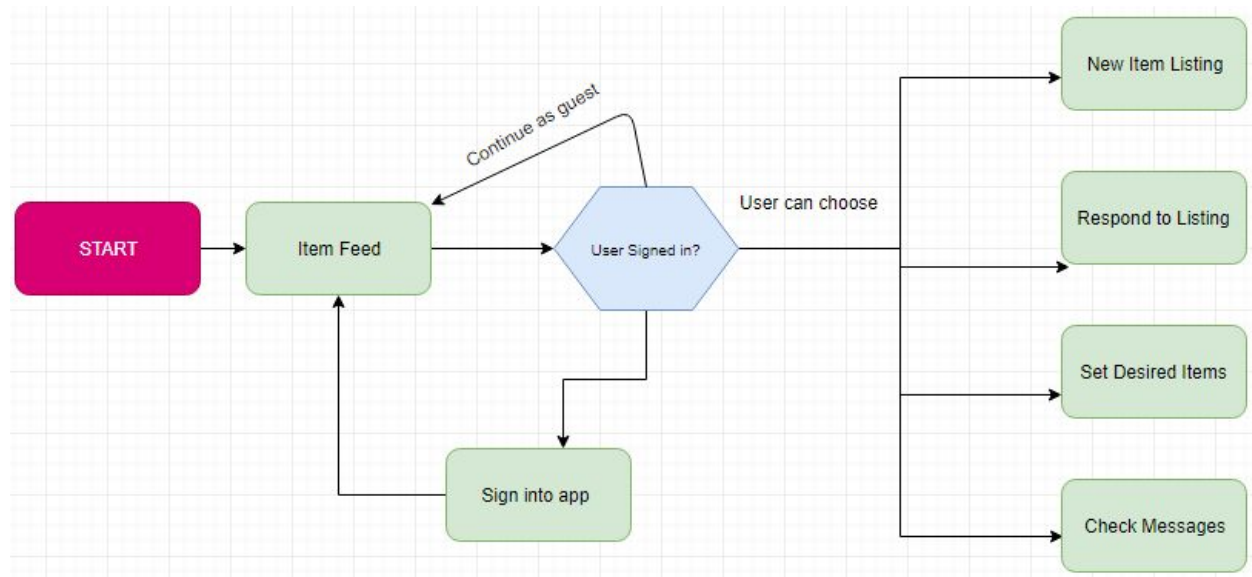 New Item Listing
Continue as guest
User can choose
Respond to Listing
START
Item Feed
User Signed in?
Set Desired Items
Sign into app
Check Messages